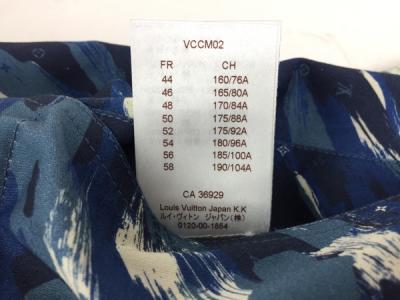 VCCM02
FR CH
44 160/76A
46 165/80A
48 170/84A
50 175/88A
52 175/92A
54 180/96A
56 185/100A
58 190/104A
CA 36929
Louis Vuitton Japan K.K
ルイ・ヴィトン ジャパン(株)
0120-00-1854